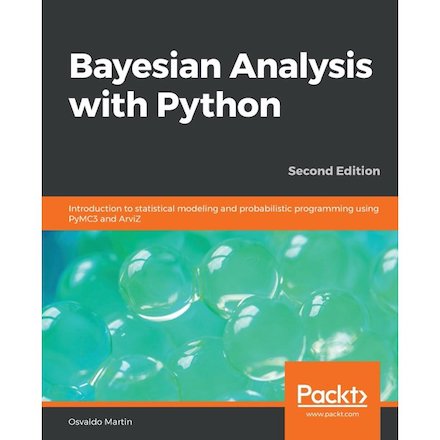 Bayesian Analysis
with Python
Second Edition
Introduction to statistical modeling and probabilistic programming using
PyMC3 and ArviZ
Packt>
www.packt.com
Osvaldo Martin